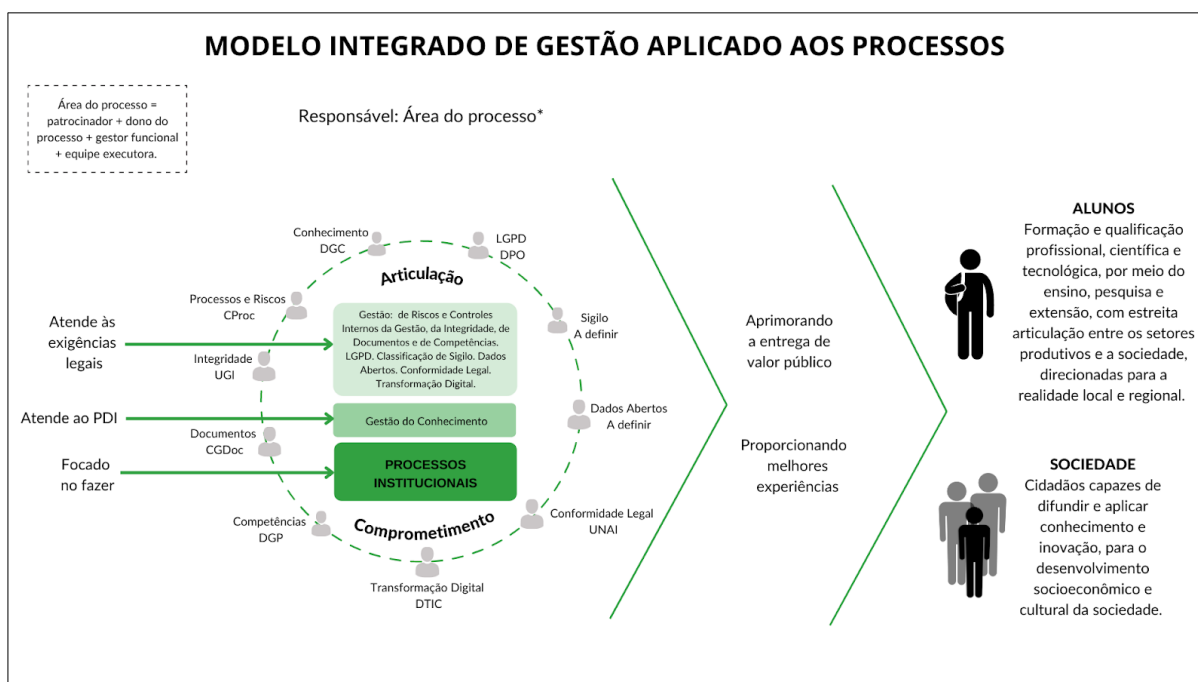 MODELO INTEGRADO DE GESTÃO APLICADO AOS PROCESSOS
Área do processo =
patrocinador + dono do
processo + gestor funcional
+ equipe executora.
Responsável: Área do processo*
Conhecimento
DGC
LGPD
DPO
Articulação
Processos e Riscos
CProc
Sigilo
A definir
Atende às
exigências
legais
Gestão: de Riscos e Controles
Internos da Gestão, da Integridade, de
Documentos e de Competências.
LGPD. Classificação de Sigilo. Dados
Abertos. Conformidade Legal.
Transformação Digital.
Integridade
UGI
Atende ao PDI
Gestão do Conhecimento
Dados Abertos
A definir
Documentos
CGDoc
Focado
no fazer
PROCESSOS
INSTITUCIONAIS
Competências
DGP
Comprometimento
Conformidade Legal
UNAI
Transformação Digital
DTIC
Aprimorando
a entrega de
valor público
Proporcionando
melhores
experiências
ALUNOS
Formação e qualificação
profissional, científica e
tecnológica, por meio do
ensino, pesquisa e
extensão, com estreita
articulação entre os setores
produtivos e a sociedade,
direcionadas para a
realidade local e regional.
SOCIEDADE
Cidadãos capazes de
difundir e aplicar
conhecimento e
inovação, para o
desenvolvimento
socioeconômico e
cultural da sociedade.